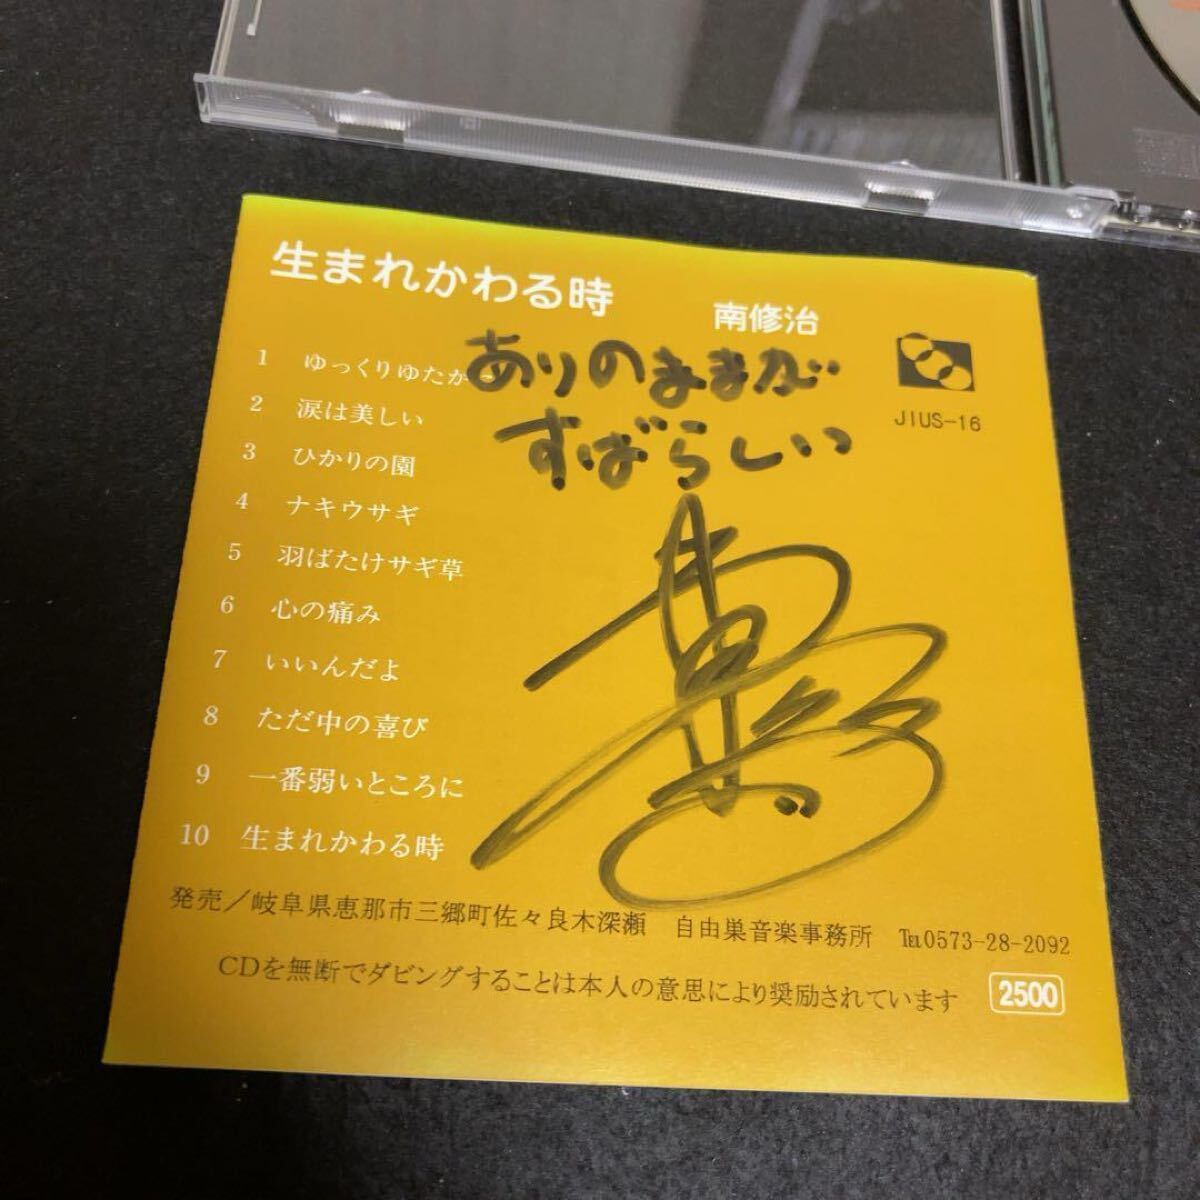 生まれかわる時
南修治
JIUS-16
ありのままが
すばらしい
1 ゆっくりゆたかに
2 涙は美しい
3 ひかりの園
4 ナキウサギ
5 羽ばたけサギ草
6 心の痛み
7 いいんだよ
8 ただ中の喜び
9 一番弱いところに
10 生まれかわる時
発売／岐阜県恵那市三郷町佐々良木深瀬 自由巣音楽事務所 ℡0573-28-2092
CDを無断でダビングすることは本人の意思により奨励されています
2500